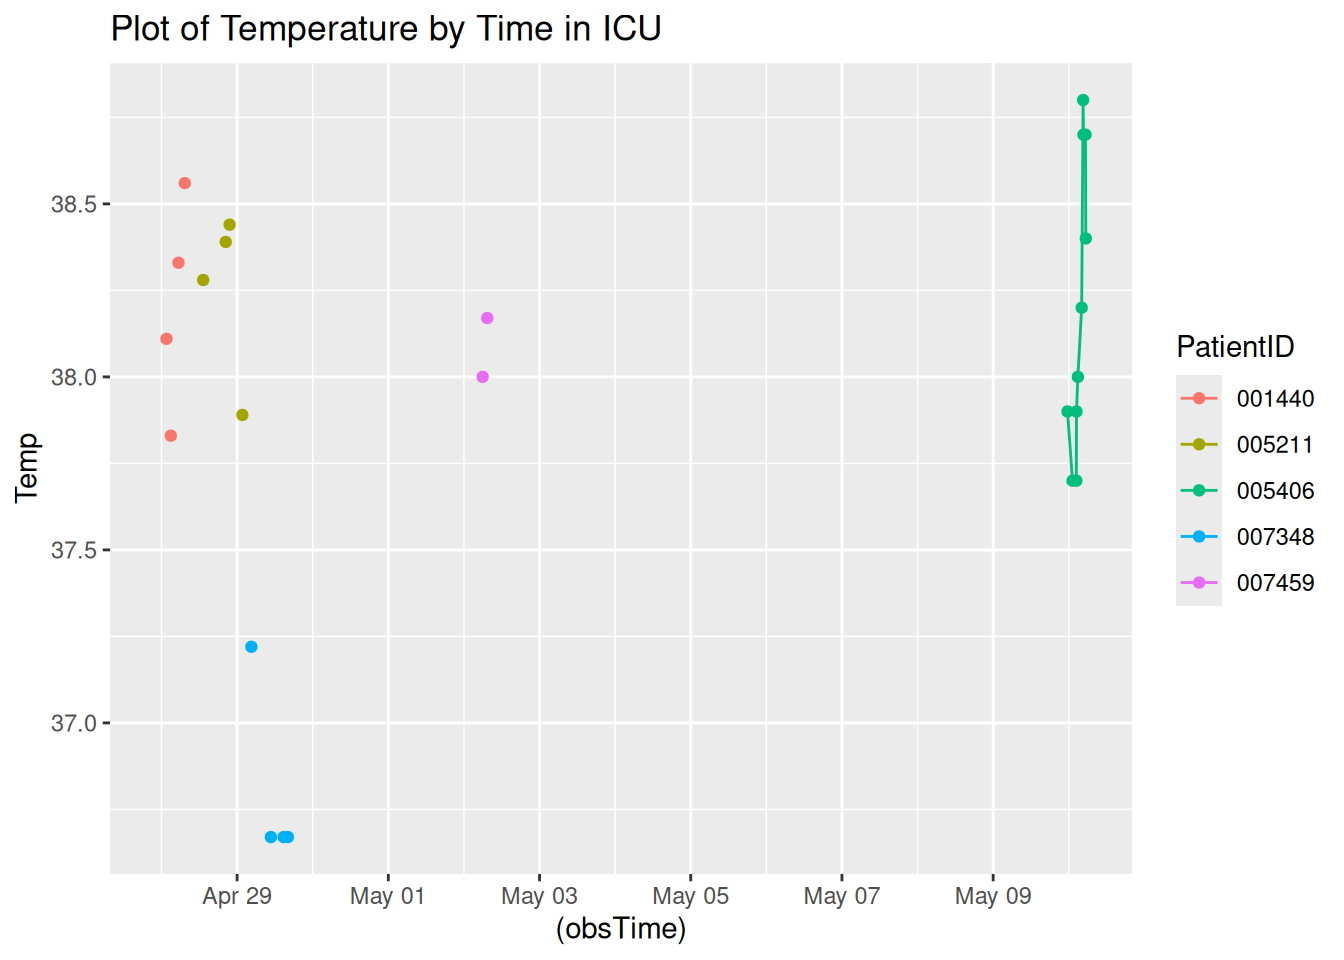 Plot of Temperature by Time in ICU
Temp
38.5
38.0
37.5
37.0
Apr 29
May 01
May 03
May 05
May 07
May 09
(obsTime)
PatientID
001440
005211
005406
007348
007459